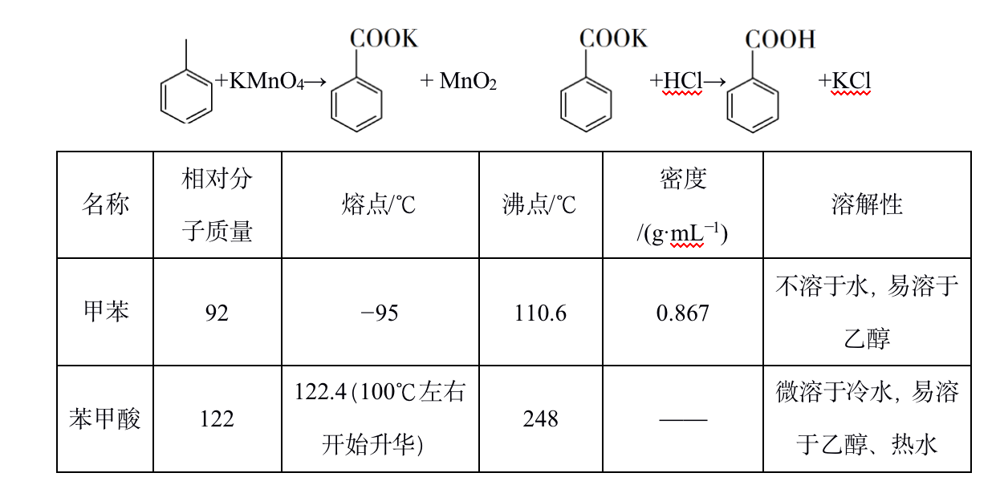 COOK COOK COOH
+KMnO₄→ + MnO₂ +HCl→ +KCl
名称 相对分子质量 熔点/℃ 沸点/℃ 密度/(g·mL⁻¹) 溶解性
甲苯 92 −95 110.6 0.867 不溶于水，易溶于乙醇
苯甲酸 122 122.4(100℃左右开始升华) 248 —— 微溶于冷水，易溶于乙醇、热水